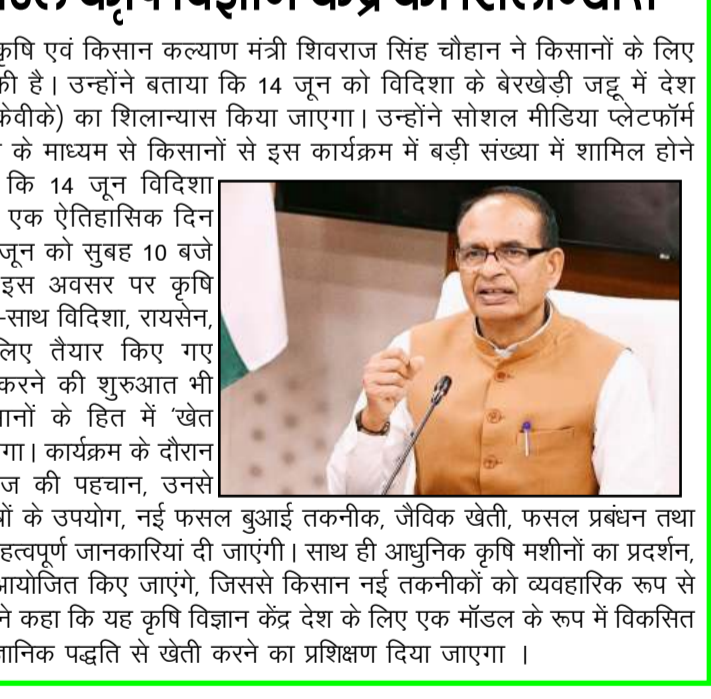 कृषि विज्ञान केंद्र का शिलान्यास
कृषि एवं किसान कल्याण मंत्री शिवराज सिंह चौहान ने किसानों के लिए
की है। उन्होंने बताया कि 14 जून को विदिशा के बेरखेड़ी जट्टू में देश
केवीके) का शिलान्यास किया जाएगा। उन्होंने सोशल मीडिया प्लेटफॉर्म
के माध्यम से किसानों से इस कार्यक्रम में बड़ी संख्या में शामिल होने
कि 14 जून विदिशा
एक ऐतिहासिक दिन
जून को सुबह 10 बजे
इस अवसर पर कृषि
-साथ विदिशा, रायसेन,
लिए तैयार किए गए
करने की शुरुआत भी
के हित में 'खेत
कार्यक्रम के दौरान
की पहचान, उनसे
के उपयोग, नई फसल बुआई तकनीक, जैविक खेती, फसल प्रबंधन तथा
जानकारियां दी जाएंगी। साथ ही आधुनिक कृषि मशीनों का प्रदर्शन,
आयोजित किए जाएंगे, जिससे किसान नई तकनीकों को व्यवहारिक रूप से
ने कहा कि यह कृषि विज्ञान केंद्र देश के लिए एक मॉडल के रूप में विकसित
पद्धति से खेती करने का प्रशिक्षण दिया जाएगा ।